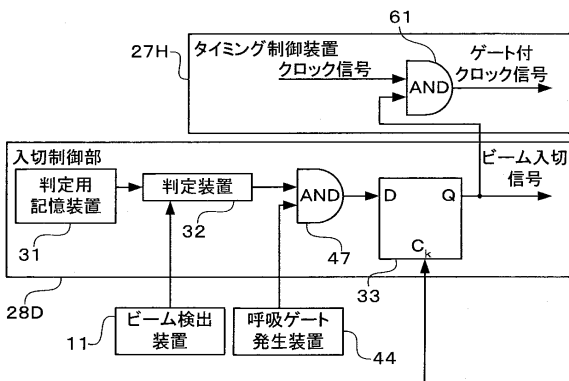 61
27H
タイミング制御装置
クロック信号
AND
ゲート付
クロック信号
入切制御部
ビーム入切
信号
判定用
記憶装置
31
判定装置
32
AND
47
D
Q
Ck
33
28D
11
ビーム検出
装置
呼吸ゲート
発生装置
44